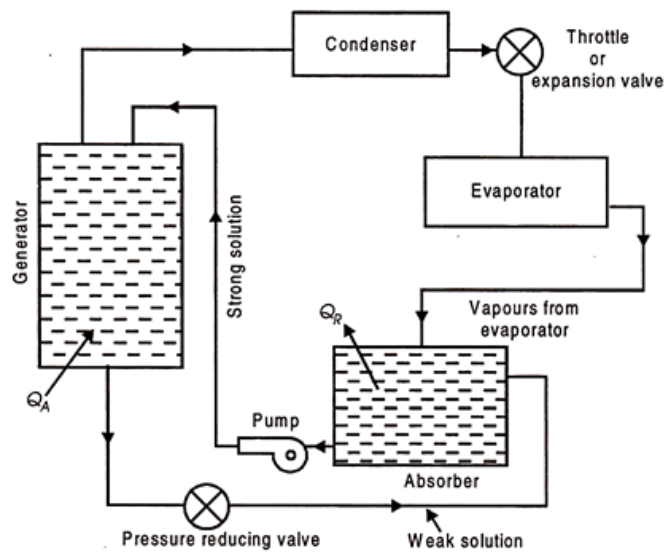 Condenser
Throttle
or
expansion valve
Evaporator
Generator
Strong solution
Vapours from
evaporator
Q_R
Q_A
Pump
Absorber
Pressure reducing valve
Weak solution